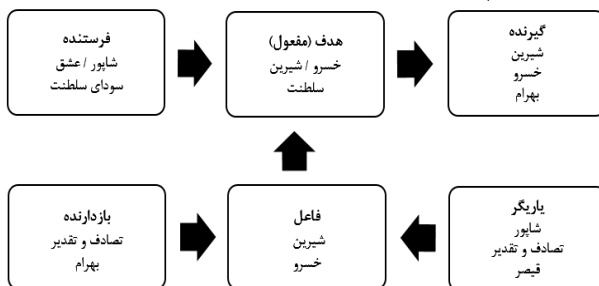 گیرنده
شیرین
خسرو
بهرام
هدف (مفعول)
خسرو / شیرین
سلطنت
فرستنده
شاپور / عشق
سودای سلطنت
یاریگر
شاپور
تصادف و تقدیر
قیصر
فاعل
شیرین
خسرو
بازدارنده
تصادف و تقدیر
بهرام